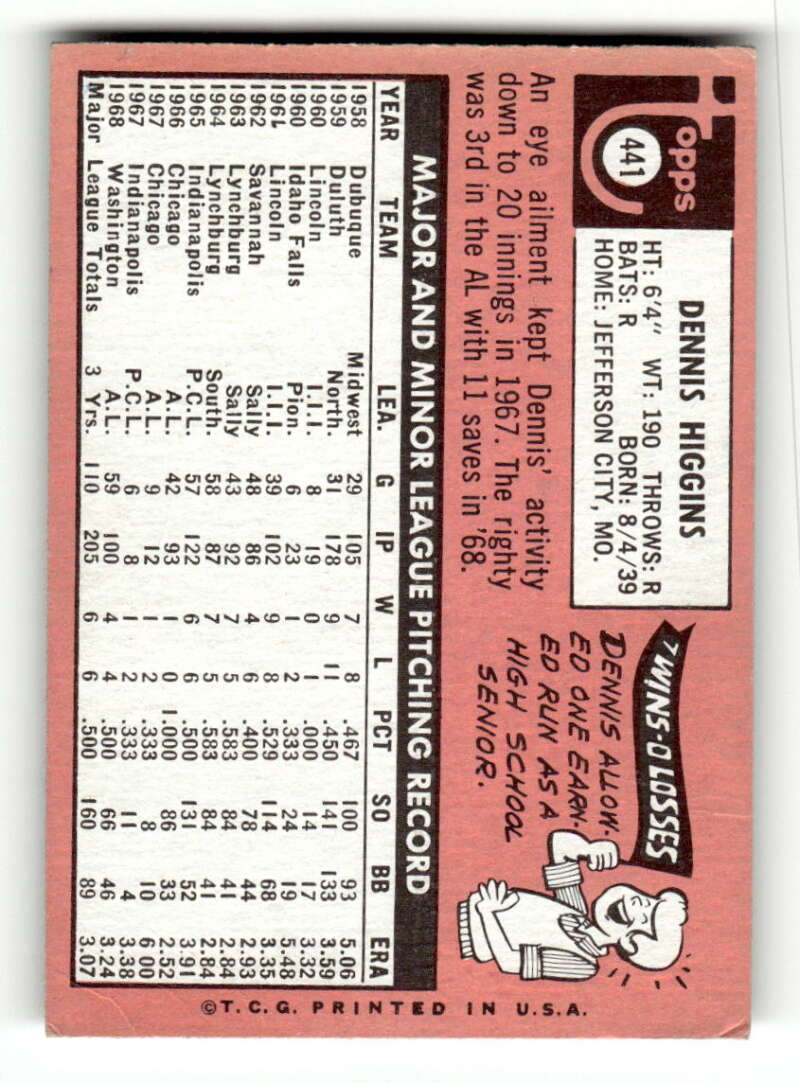 Topps
441
DENNIS HIGGINS
HT: 6'4" WT: 190 THROWS: R
BATS: R BORN: 8/4/39
HOME: JEFFERSON CITY, MO.
An eye ailment kept Dennis' activity
down to 20 innings in 1967. The righty
was 3rd in the AL with 11 saves in '68.
7 WINS-0 LOSSES
DENNIS ALLOW-
ED ONE EARN-
ED RUN AS A
HIGH SCHOOL
SENIOR.
MAJOR AND MINOR LEAGUE PITCHING RECORD
YEAR TEAM LEA. G IP W L PCT SO BB ERA
1958 Dubuque Midwest 29 105 7 8 .467 100 93 5.06
1959 Duluth North. 31 178 9 11 .450 141 133 3.59
1960 Lincoln I.I.I. 8 19 0 1 .000 14 17 3.32
1960 Idaho Falls Pion. 6 23 1 2 .333 24 19 5.48
1961 Lincoln I.I.I. 39 102 9 8 .529 114 68 3.35
1962 Savannah Sally 48 86 4 6 .400 78 44 2.93
1963 Lynchburg Sally 43 92 7 5 .583 84 41 2.84
1964 Lynchburg South. 58 87 7 5 .583 84 41 2.84
1965 Indianapolis P.C.L. 57 122 6 6 .500 131 52 3.91
1966 Chicago A.L. 42 93 1 0 1.000 86 33 2.52
1967 Chicago A.L. 9 12 1 2 .333 8 10 6.00
1967 Indianapolis P.C.L. 6 8 1 2 .333 11 4 3.38
1968 Washington A.L. 59 100 4 4 .500 66 46 3.24
Major League Totals 3 Yrs. 110 205 6 6 .500 160 89 3.07
©T.C.G. PRINTED IN U.S.A.